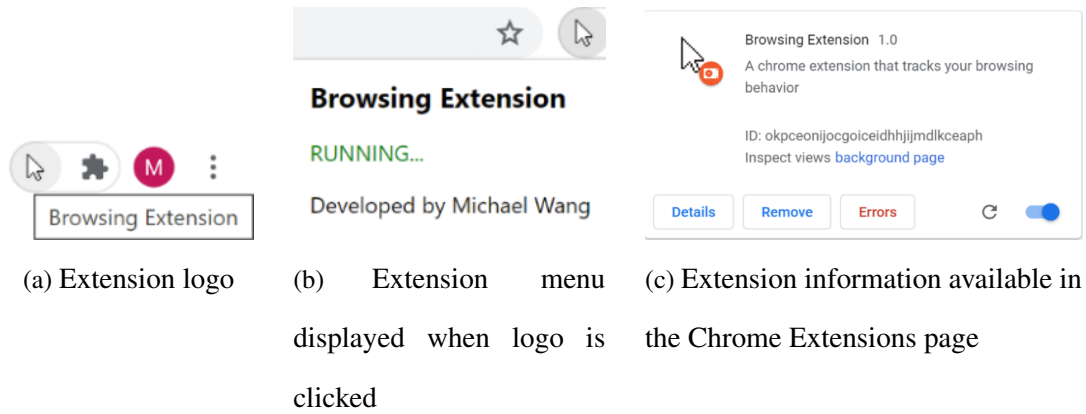 M
Browsing Extension
(a) Extension logo
Browsing Extension
RUNNING...
Developed by Michael Wang
(b) Extension menu
displayed when logo is
clicked
Browsing Extension 1.0
A chrome extension that tracks your browsing
behavior
ID: okpceonijocgoiceidhhjijmdlkceaph
Inspect views background page
Details Remove Errors
(c) Extension information available in
the Chrome Extensions page